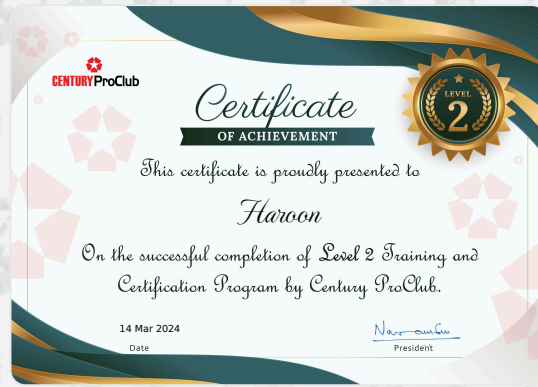 CENTURY ProClub
Certificate
OF ACHIEVEMENT
LEVEL
2
This certificate is proudly presented to
Haroon
On the successful completion of Level 2 Training and
Certification Program by Century ProClub.
14 Mar 2024
Date
President